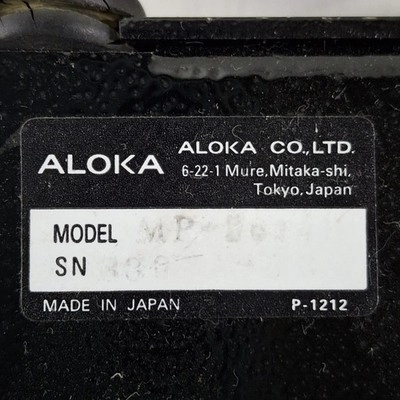 ALOKA
ALOKA CO.,LTD.
6-22-1 Mure,Mitaka-shi,
Tokyo,Japan
MODEL
SN
MADE IN JAPAN
P-1212